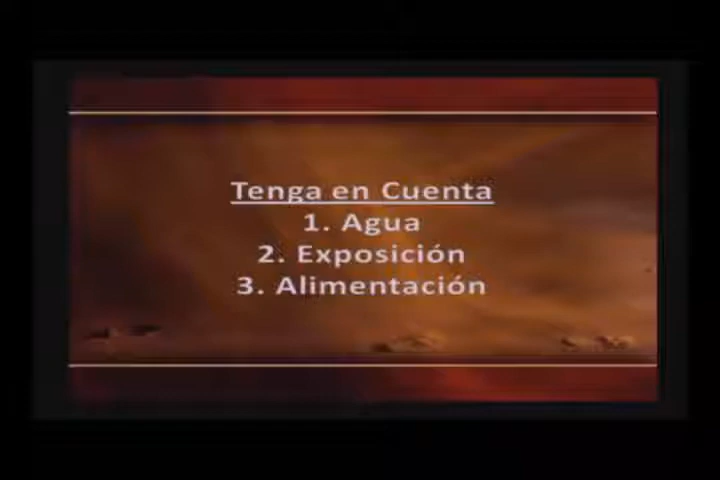 Tenga en Cuenta
1. Agua
2. Exposición
3. Alimentación